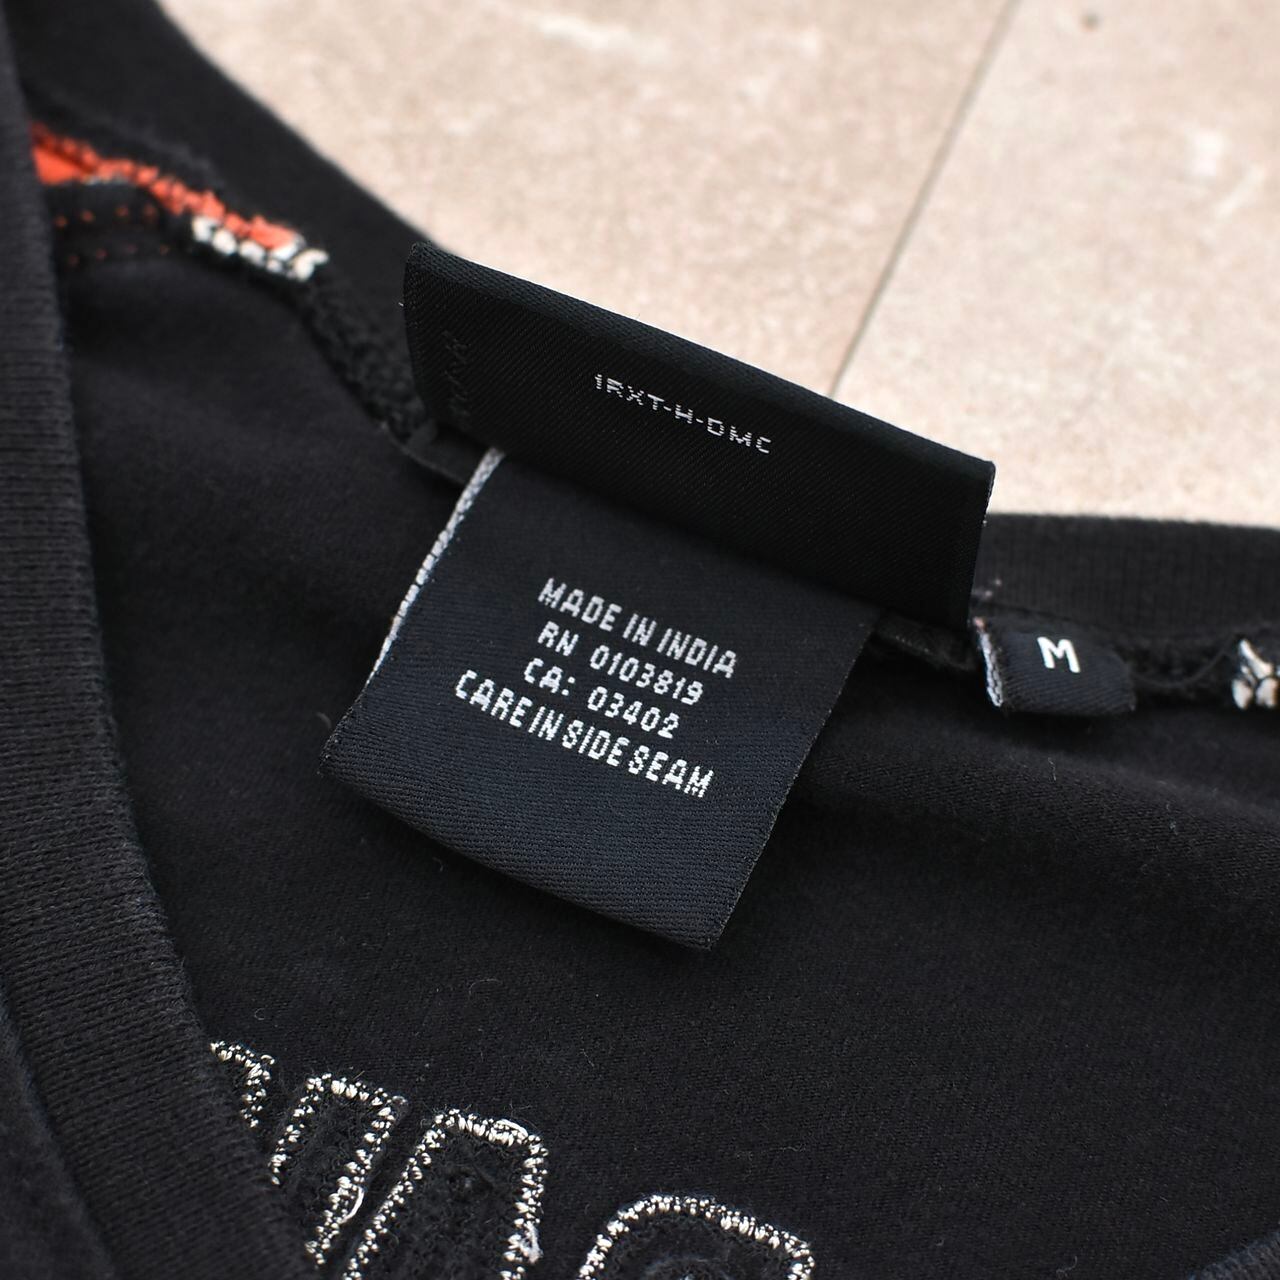 1RXT-H-DMC
MADE IN INDIA
RN 0103819
CA: 03402
CARE IN SIDE SEAM
M